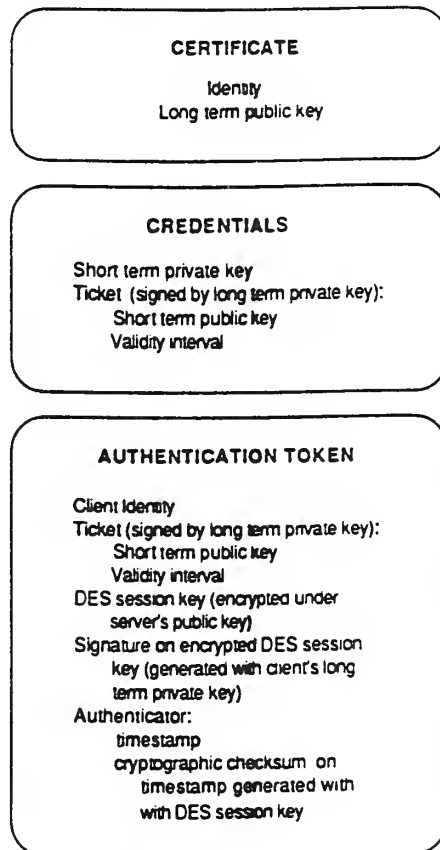 CERTIFICATE
Identity
Long term public key
CREDENTIALS
Short term private key
Ticket (signed by long term private key):
Short term public key
Validity interval
AUTHENTICATION TOKEN
Client Identity
Ticket (signed by long term private key):
Short term public key
Validity interval
DES session key (encrypted under
server's public key)
Signature on encrypted DES session
key (generated with client's long
term private key)
Authenticator:
timestamp
cryptographic checksum on
timestamp generated with
with DES session key